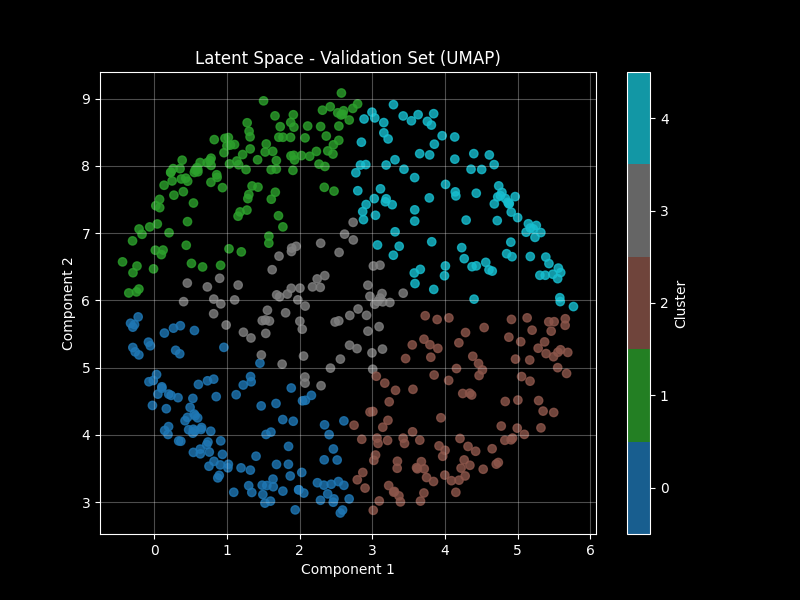 Latent Space - Validation Set (UMAP)
9
8
7
6
5
4
3
Component 2
0 1 2 3 4 5 6
Component 1
4
3
2
1
0
Cluster